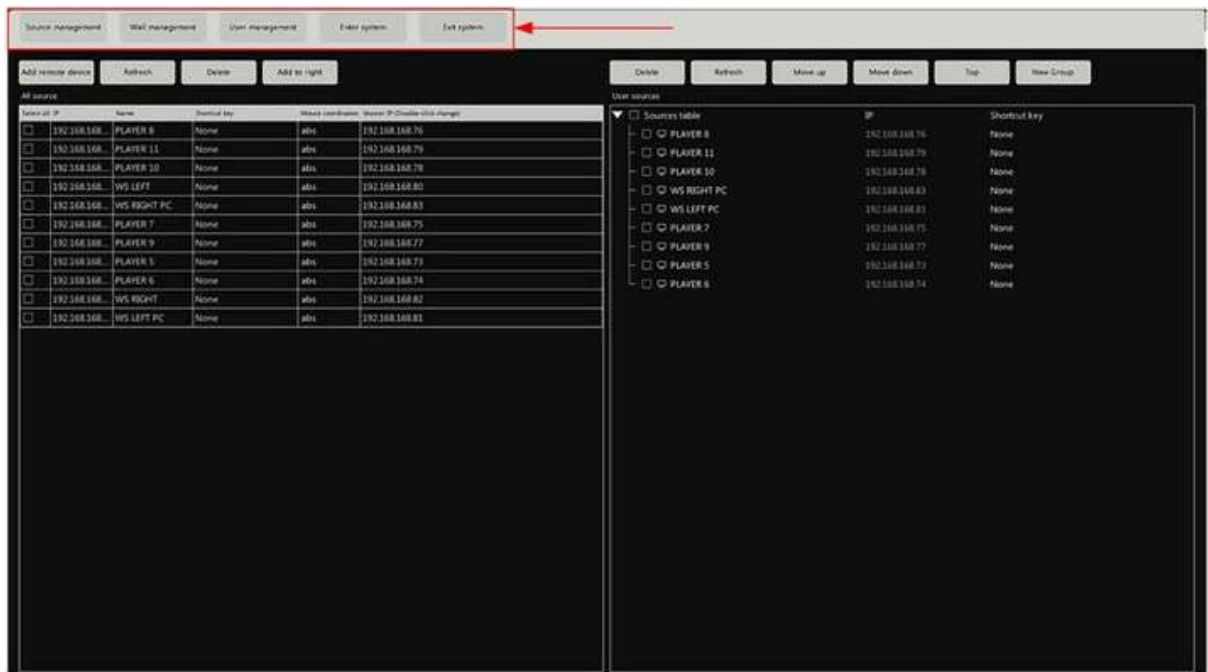 Source management Wall management User management Enter system Exit system
Add remote device Refresh Delete Add to right
All source
Select all IP Name Shortcut key Mouse coordinates Viewer IP (Double-click change)
192.168.168... PLAYER 8 None abs 192.168.168.76
192.168.168... PLAYER 11 None abs 192.168.168.79
192.168.168... PLAYER 10 None abs 192.168.168.78
192.168.168... WS LEFT None abs 192.168.168.80
192.168.168... WS RIGHT PC None abs 192.168.168.83
192.168.168... PLAYER 7 None abs 192.168.168.75
192.168.168... PLAYER 9 None abs 192.168.168.77
192.168.168... PLAYER 5 None abs 192.168.168.73
192.168.168... PLAYER 6 None abs 192.168.168.74
192.168.168... WS RIGHT None abs 192.168.168.82
192.168.168... WS LEFT PC None abs 192.168.168.81
Delete Refresh Move up Move down Top New Group
User sources
Sources table IP Shortcut key
PLAYER 8 192.168.168.76 None
PLAYER 11 192.168.168.79 None
PLAYER 10 192.168.168.78 None
WS RIGHT PC 192.168.168.83 None
WS LEFT PC 192.168.168.81 None
PLAYER 7 192.168.168.75 None
PLAYER 9 192.168.168.77 None
PLAYER 5 192.168.168.73 None
PLAYER 6 192.168.168.74 None